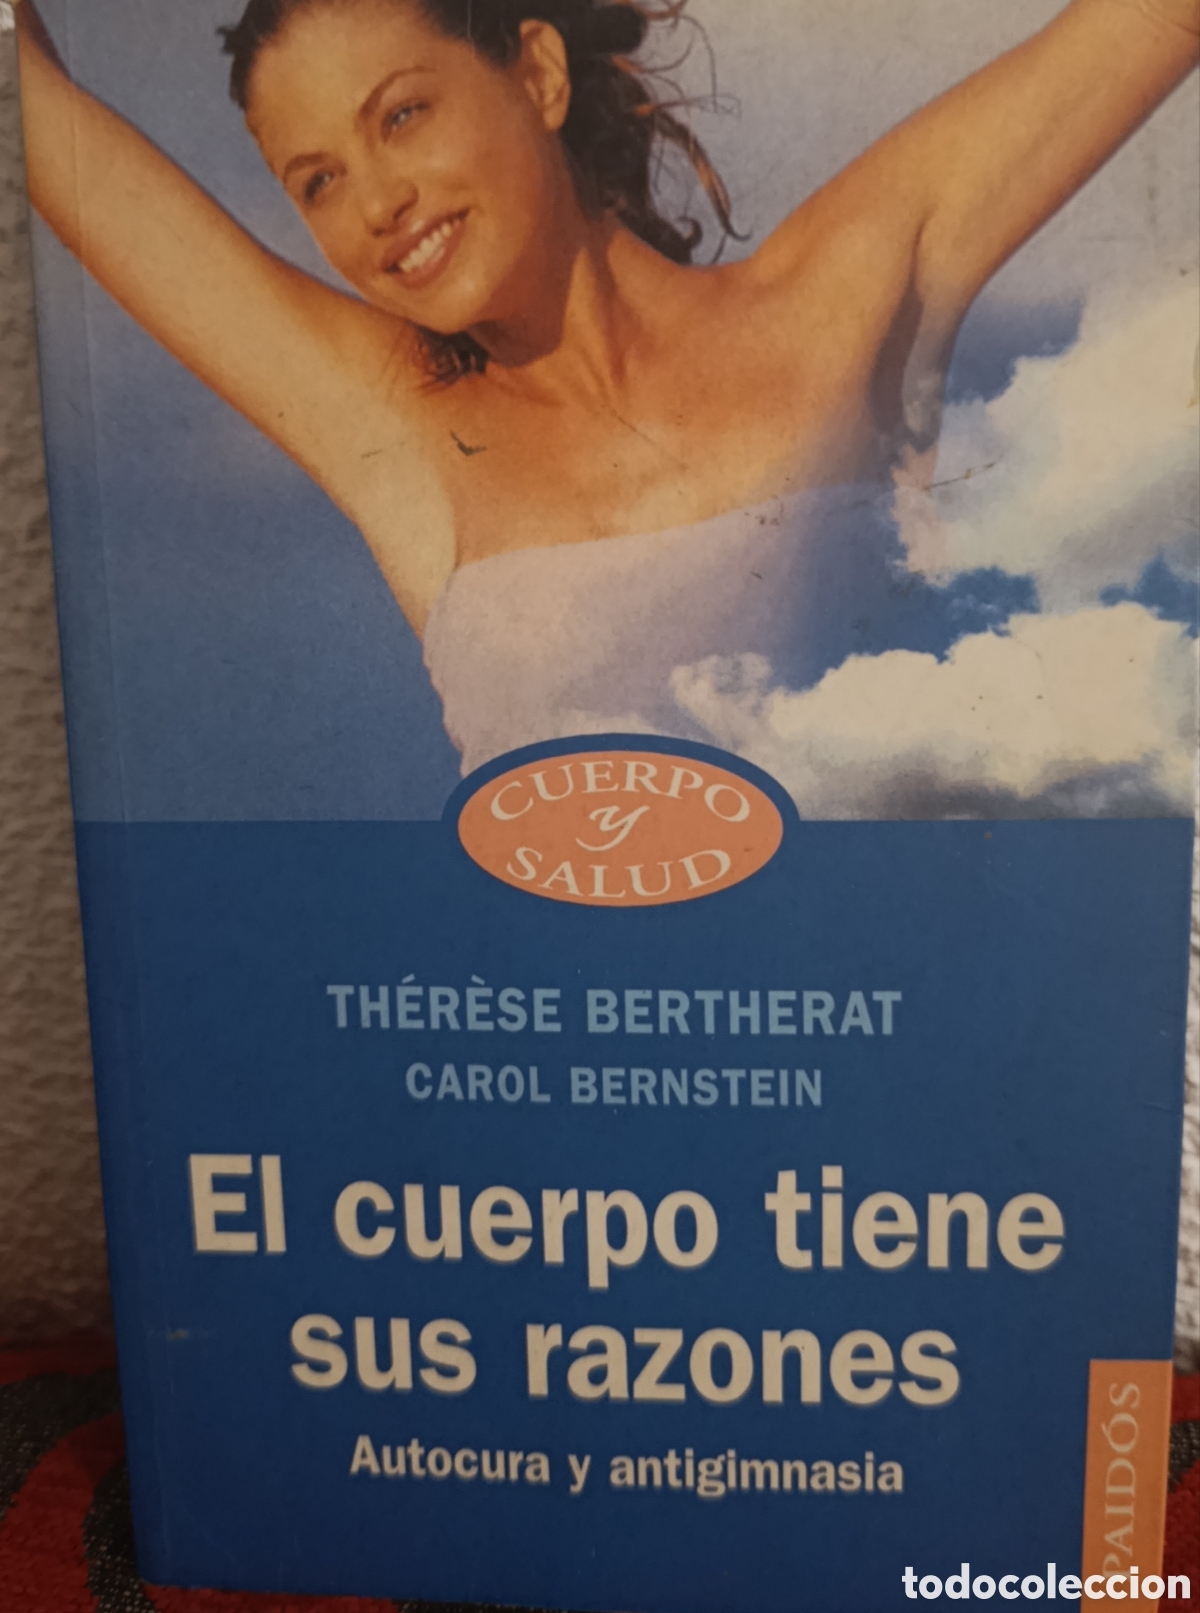 CUERPO
y
SALUD
THÉRÈSE BERTHERAT
CAROL BERNSTEIN
El cuerpo tiene
sus razones
Autocura y antigimnasia
PAIDÓS
todocoleccion